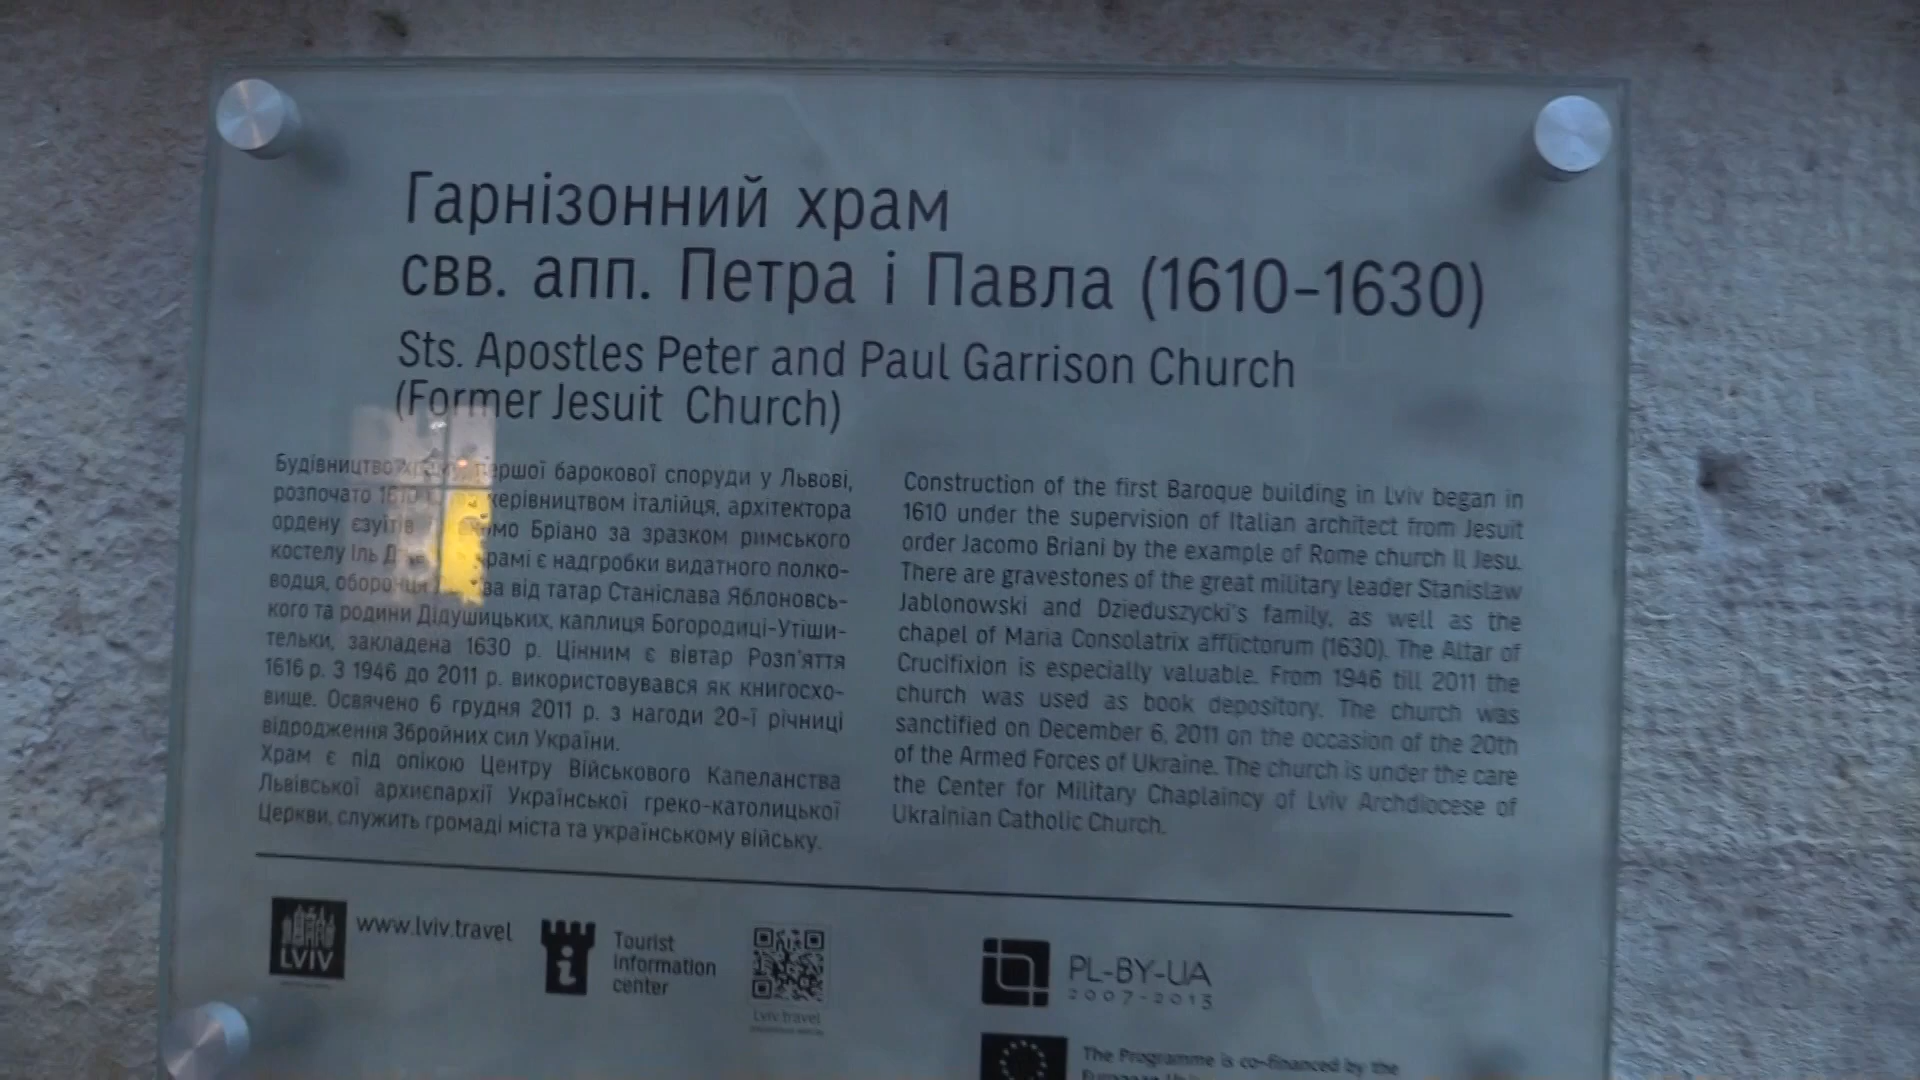 Гарнізонний храм
свв. апп. Петра і Павла (1610-1630)
Sts. Apostles Peter and Paul Garrison Church
(Former Jesuit Church)
Будівництво першої барокової споруди у Львові,
розпочато 1610 керівництвом італійця, архітектора
ордену єзуїтів Бріано за зразком римського
костелу Іль є надгробки видатного полко-
водця, оборонця від татар Станіслава Яблоновсь-
кого та родини Дідушицьких, каплиця Богородиці-Утіши-
тельки, закладена 1630 р. Цінним є вівтар Розп'яття
1616 р. З 1946 до 2011 р. використовувався як книгосхо-
вище. Освячено 6 грудня 2011 р. з нагоди 20-ї річниці
відродження Збройних сил України.
Храм є під опікою Центру Військового Капеланства
Львівської архиєпархії Української греко-католицької
Церкви, служить громаді міста та українському війську.
Construction of the first Baroque building in Lviv began in
1610 under the supervision of Italian architect from Jesuit
order Jacomo Briani by the example of Rome church Il Jesu.
There are gravestones of the great military leader Stanislaw
Jablonowski and Dzieduszycki's family, as well as the
chapel of Maria Consolatrix afflictorum (1630). The Altar of
Crucifixion is especially valuable. From 1946 till 2011 the
church was used as book depository. The church was
sanctified on December 6, 2011 on the occasion of the 20th
of the Armed Forces of Ukraine. The church is under the care
the Center for Military Chaplaincy of Lviv Archdiocese of
Ukrainian Catholic Church.
LVIV
www.lviv.travel
Tourist
information
center
Lviv.travel
PL-BY-UA
2007-2013
The Programme is co-financed by the
European